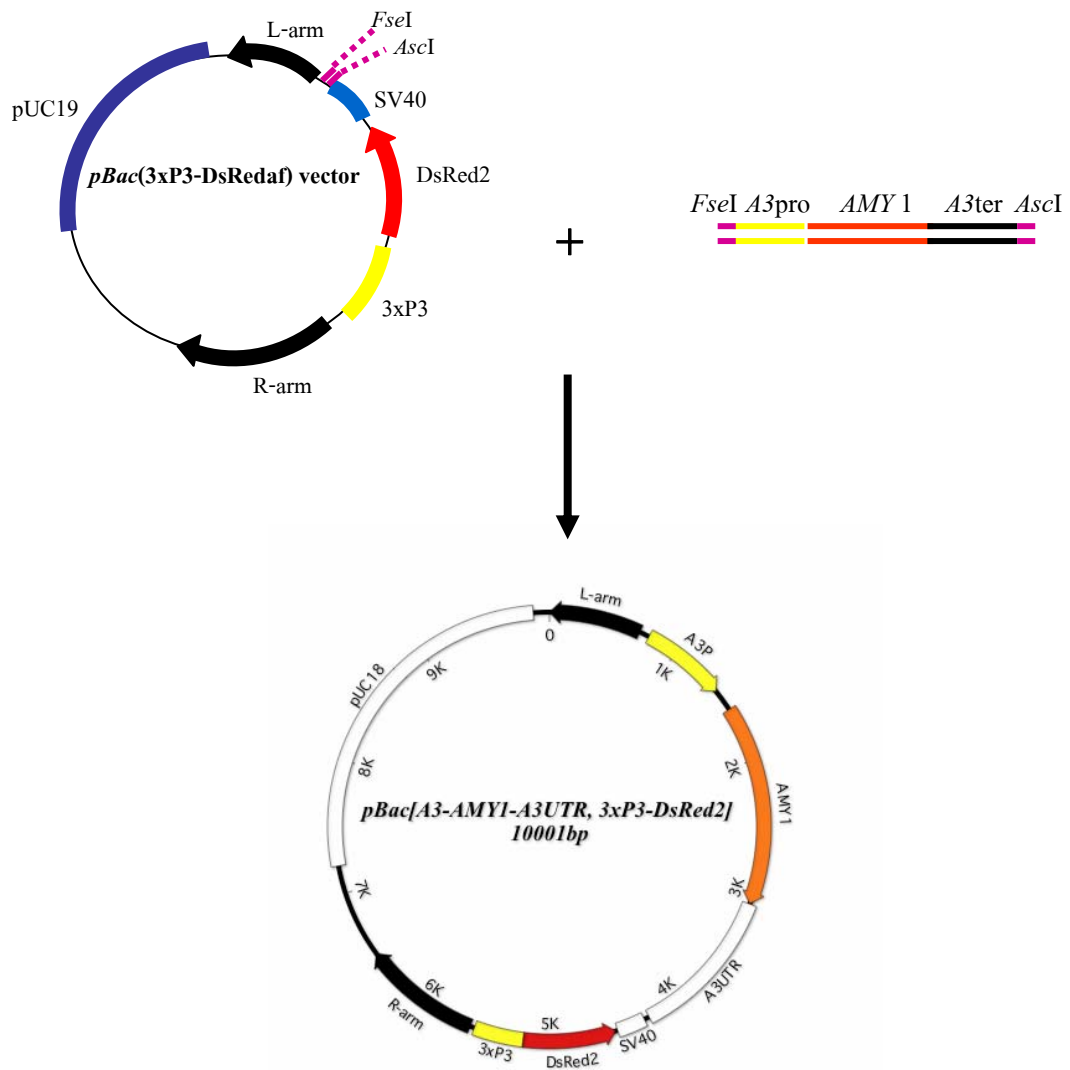 FseI
L-arm
AscI
SV40
pUC19
pBac(3xP3-DsRedaf) vector
DsRed2
3xP3
R-arm
+
FseI A3pro AMY 1 A3ter AscI
L-arm
0
A3P
1K
9K
pUC18
2K
8K
AMY1
pBac[A3-AMY1-A3UTR, 3xP3-DsRed2]
10001bp
7K
3K
A3UTR
6K
4K
R-arm
5K
3xP3
DsRed2
SV40